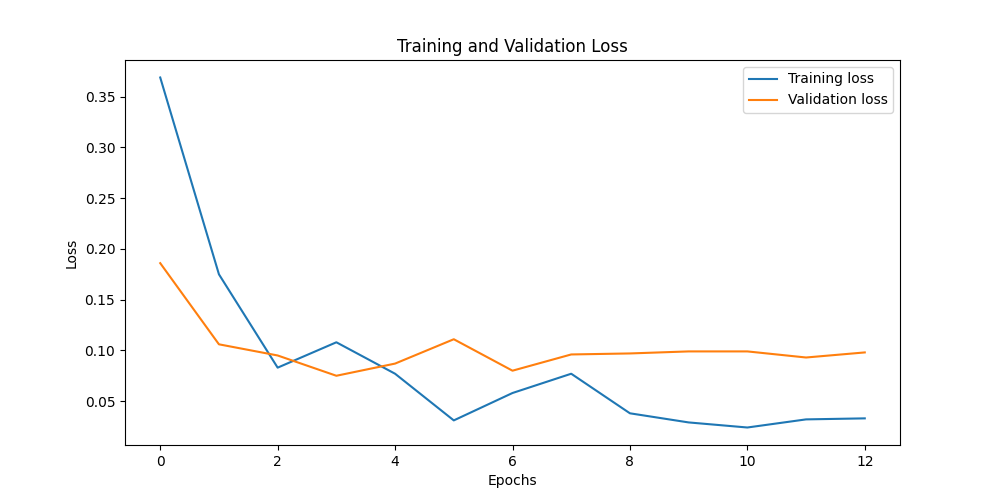 Training and Validation Loss
Training loss
Validation loss
0.35
0.30
0.25
0.20
0.15
0.10
0.05
Loss
0 2 4 6 8 10 12
Epochs